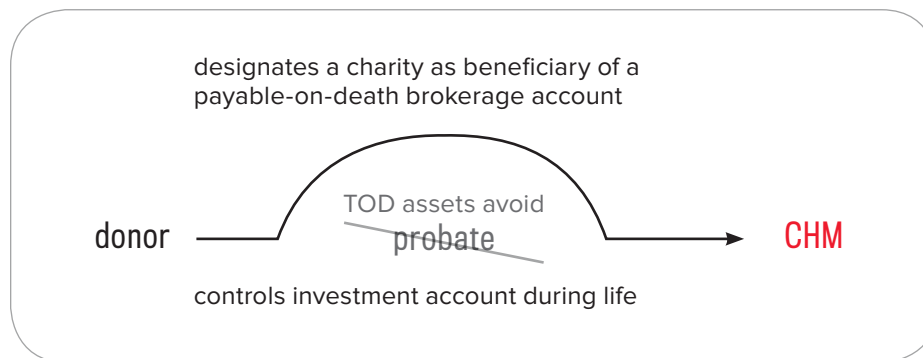 designates a charity as beneficiary of a
payable-on-death brokerage account
TOD assets avoid
donor probate CHM
controls investment account during life